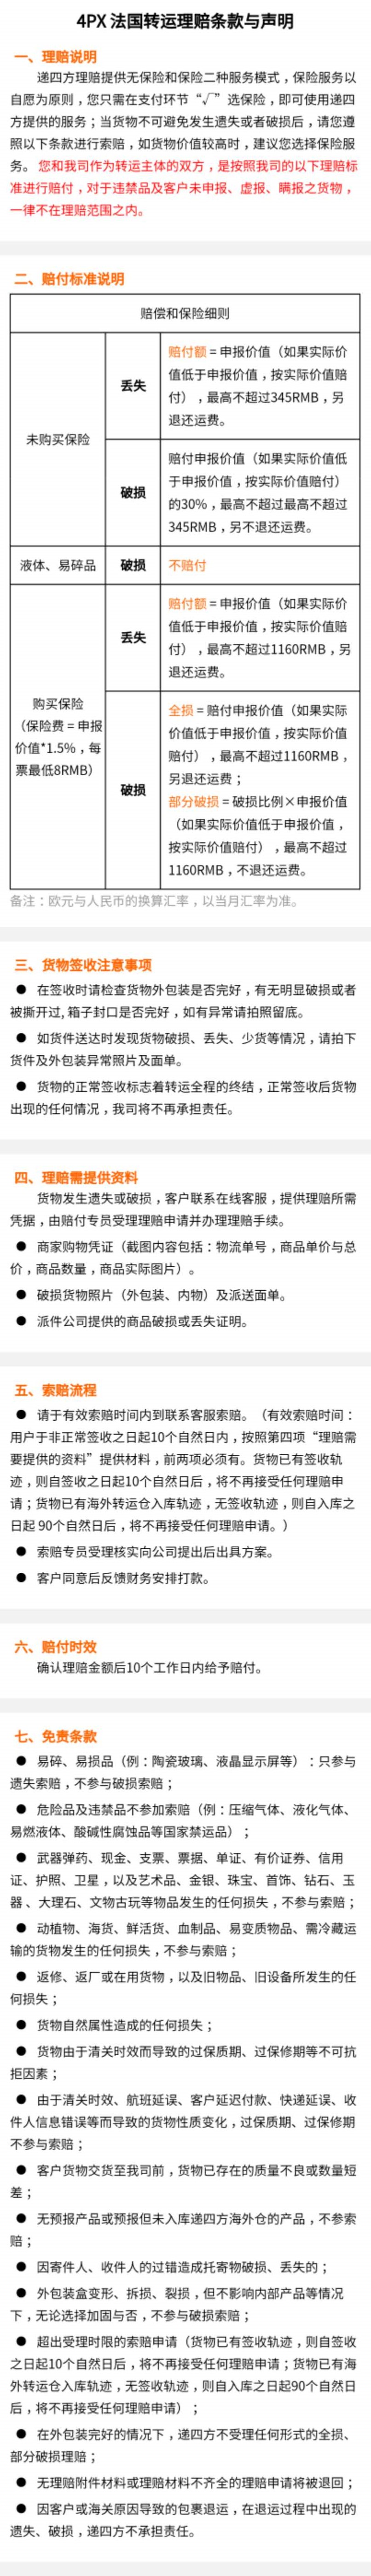 4PX 法国转运理赔条款与声明
一、理赔说明
递四方理赔提供无保险和保险二种服务模式，保险服务以
自愿为原则，您只需在支付环节“√”选保险，即可使用递四
方提供的服务；当货物不可避免发生遗失或者破损后，请您遵
照以下条款进行索赔，如货物价值较高时，建议您选择保险服
务。您和我司作为转运主体的双方，是按照我司的以下理赔标
准进行赔付，对于违禁品及客户未申报、虚报、瞒报之货物，
一律不在理赔范围之内。
二、赔付标准说明
赔偿和保险细则
未购买保险
丢失
赔付额 = 申报价值（如果实际价
值低于申报价值，按实际价值赔
付），最高不超过345RMB，另
退还运费。
破损
赔付申报价值（如果实际价值低
于申报价值，按实际价值赔付）
的30%，最高不超过最高不超过
345RMB，另不退还运费。
液体、易碎品
破损
不赔付
购买保险
（保险费 = 申报
价值*1.5%，每
票最低8RMB）
丢失
赔付额 = 申报价值（如果实际价
值低于申报价值，按实际价值赔
付），最高不超过1160RMB，另
退还运费。
破损
全损 = 赔付申报价值（如果实际
价值低于申报价值，按实际价值
赔付），最高不超过1160RMB，
另退还运费；
部分破损 = 破损比例×申报价值
（如果实际价值低于申报价值，
按实际价值赔付），最高不超过
1160RMB，不退还运费。
备注：欧元与人民币的换算汇率，以当月汇率为准。
三、货物签收注意事项
● 在签收时请检查货物外包装是否完好，有无明显破损或者
被撕开过, 箱子封口是否完好，如有异常请拍照留底。
● 如货件送达时发现货物破损、丢失、少货等情况，请拍下
货件及外包装异常照片及面单。
● 货物的正常签收标志着转运全程的终结，正常签收后货物
出现的任何情况，我司将不再承担责任。
四、理赔需提供资料
货物发生遗失或破损，客户联系在线客服，提供理赔所需
凭据，由赔付专员受理理赔申请并办理理赔手续。
● 商家购物凭证（截图内容包括：物流单号，商品单价与总
价，商品数量，商品实际图片）。
● 破损货物照片（外包装、内物）及派送面单。
● 派件公司提供的商品破损或丢失证明。
五、索赔流程
● 请于有效索赔时间内到联系客服索赔。（有效索赔时间：
用户于非正常签收之日起10个自然日内，按照第四项“理赔需
要提供的资料”提供材料，前两项必须有。货物已有签收轨
迹，则自签收之日起10个自然日后，将不再接受任何理赔申
请；货物已有海外转运仓入库轨迹，无签收轨迹，则自入库之
日起 90个自然日后，将不再接受任何理赔申请。）
● 索赔专员受理核实向公司提出后出具方案。
● 客户同意后反馈财务安排打款。
六、赔付时效
确认理赔金额后10个工作日内给予赔付。
七、免责条款
● 易碎、易损品（例：陶瓷玻璃、液晶显示屏等）：只参与
遗失索赔，不参与破损索赔；
● 危险品及违禁品不参加索赔（例：压缩气体、液化气体、
易燃液体、酸碱性腐蚀品等国家禁运品）；
● 武器弹药、现金、支票、票据、单证、有价证券、信用
证、护照、卫星，以及艺术品、金银、珠宝、首饰、钻石、玉
器、大理石、文物古玩等物品发生的任何损失，不参与索赔；
● 动植物、海货、鲜活货、血制品、易变质物品、需冷藏运
输的货物发生的任何损失，不参与索赔；
● 返修、返厂或在用货物，以及旧物品、旧设备所发生的任
何损失；
● 货物自然属性造成的任何损失；
● 货物由于清关时效而导致的过保质期、过保修期等不可抗
拒因素；
● 由于清关时效、航班延误、客户延迟付款、快递延误、收
件人信息错误等而导致的货物性质变化，过保质期、过保修期
不参与索赔；
● 客户货物交货至我司前，货物已存在的质量不良或数量短
差；
● 无预报产品或预报但未入库递四方海外仓的产品，不参索
赔；
● 因寄件人、收件人的过错造成托寄物破损、丢失的；
● 外包装盒变形、拆损、裂损，但不影响内部产品等情况
下，无论选择加固与否，不参与破损索赔；
● 超出受理时限的索赔申请（货物已有签收轨迹，则自签收
之日起10个自然日后，将不再接受任何理赔申请；货物已有海
外转运仓入库轨迹，无签收轨迹，则自入库之日起90个自然日
后，将不再接受任何理赔申请）；
● 在外包装完好的情况下，递四方不受理任何形式的全损、
部分破损理赔；
● 无理赔附件材料或理赔材料不齐全的理赔申请将被退回；
● 因客户或海关原因导致的包裹退运，在退运过程中出现的
遗失、破损，递四方不承担责任。